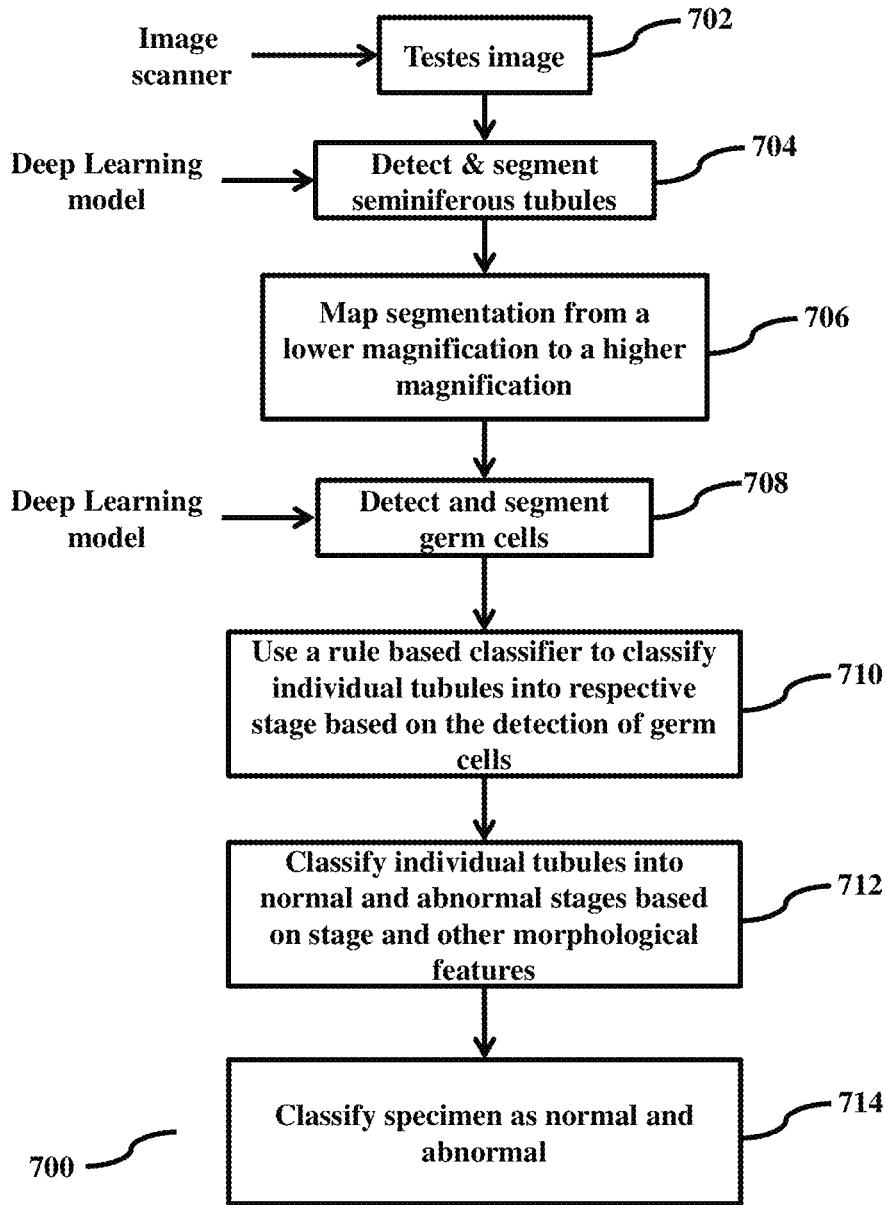 702
Image
scanner
Testes image
704
Deep Learning
model
Detect & segment
seminiferous tubules
706
Map segmentation from a
lower magnification to a higher
magnification
708
Deep Learning
model
Detect and segment
germ cells
710
Use a rule based classifier to classify
individual tubules into respective
stage based on the detection of germ
cells
712
Classify individual tubules into
normal and abnormal stages based
on stage and other morphological
features
714
Classify specimen as normal and
abnormal
700